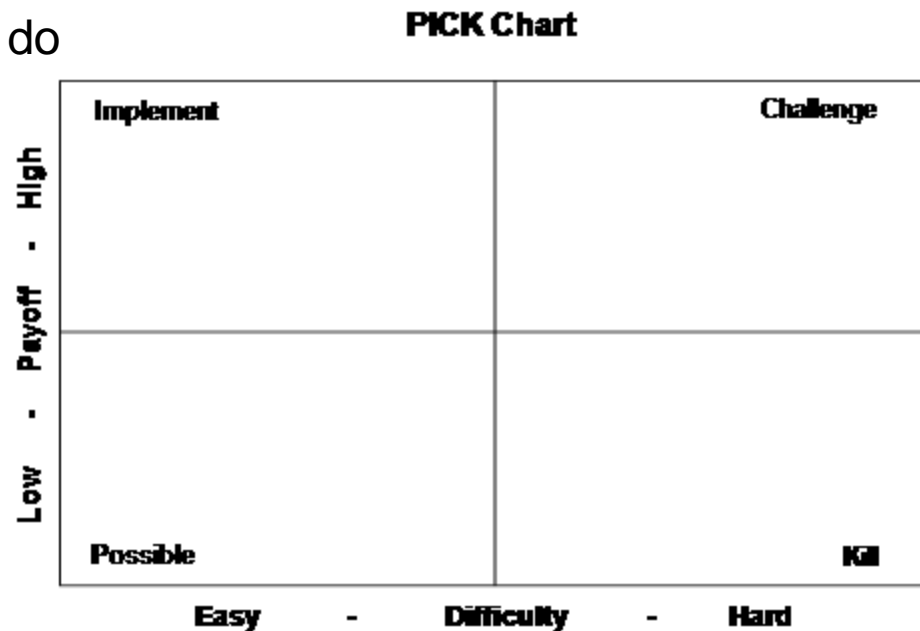 do
PICK Chart
Implement
Challenge
Low - Payoff - High
Possible
Kill
Easy - Difficulty - Hard